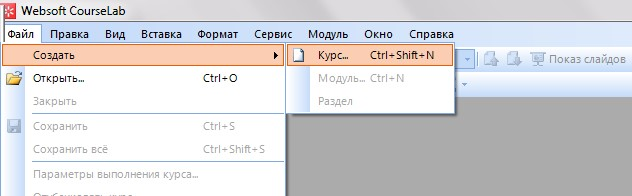 Websoft CourseLab
Файл Правка Вид Вставка Формат Сервис Модуль Окно Справка
Создать Курс... Ctrl+Shift+N Показ слайдов
Открыть... Ctrl+O Модуль... Ctrl+N
Закрыть Раздел
Сохранить Ctrl+S
Сохранить всё Ctrl+Shift+S
Параметры выполнения курса...